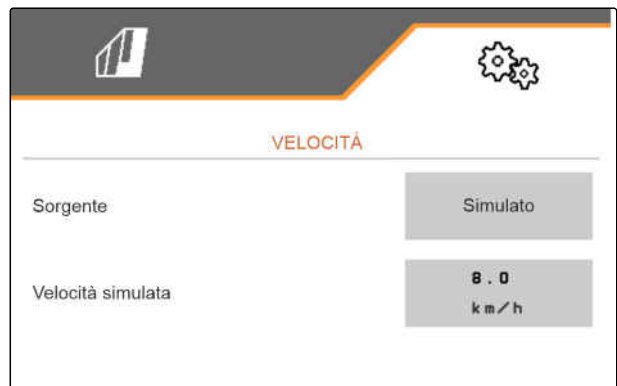 VELOCITÀ
Sorgente
Simulato
Velocità simulata
8.0
km/h